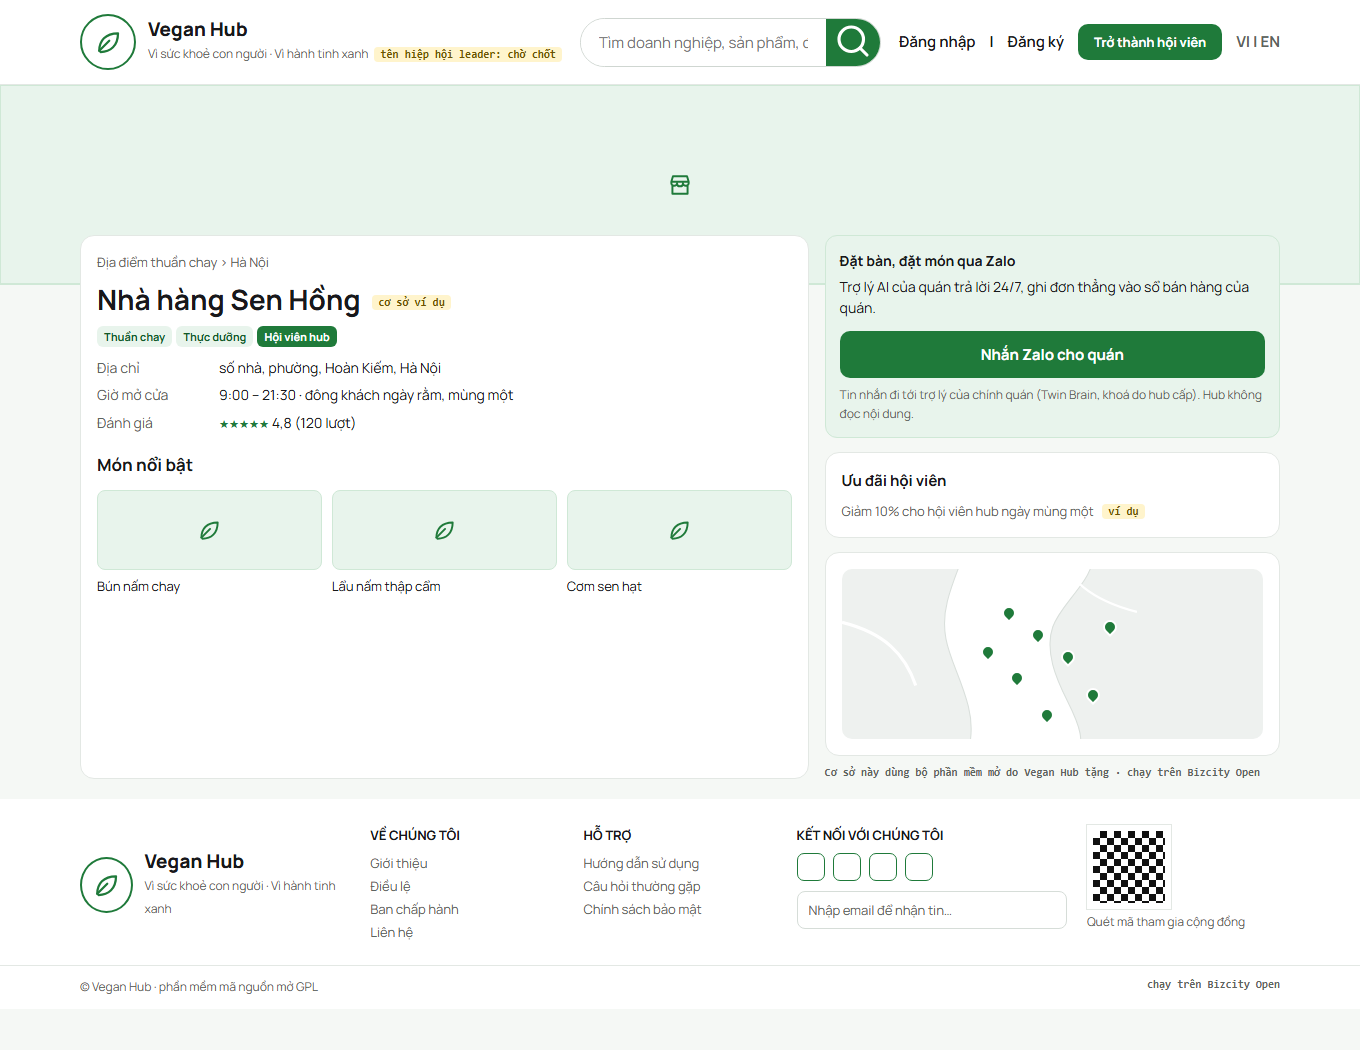 Vegan Hub
Vì sức khoẻ con người · Vì hành tinh xanh tên hiệp hội leader: chờ chốt
Tìm doanh nghiệp, sản phẩm, c
Đăng nhập | Đăng ký
Trở thành hội viên
VI | EN
Địa điểm thuần chay > Hà Nội
Nhà hàng Sen Hồng cơ sở ví dụ
Thuần chay Thực dưỡng Hội viên hub
Địa chỉ số nhà, phường, Hoàn Kiếm, Hà Nội
Giờ mở cửa 9:00 – 21:30 · đông khách ngày rằm, mùng một
Đánh giá ★★★★★ 4,8 (120 lượt)
Món nổi bật
Bún nấm chay
Lẩu nấm thập cẩm
Cơm sen hạt
Đặt bàn, đặt món qua Zalo
Trợ lý AI của quán trả lời 24/7, ghi đơn thẳng vào sổ bán hàng của
quán.
Nhắn Zalo cho quán
Tin nhắn đi tới trợ lý của chính quán (Twin Brain, khoá do hub cấp). Hub không
đọc nội dung.
Ưu đãi hội viên
Giảm 10% cho hội viên hub ngày mùng một ví dụ
Cơ sở này dùng bộ phần mềm mở do Vegan Hub tặng · chạy trên Bizcity Open
Vegan Hub
Vì sức khoẻ con người · Vì hành tinh
xanh
VỀ CHÚNG TÔI
Giới thiệu
Điều lệ
Ban chấp hành
Liên hệ
HỖ TRỢ
Hướng dẫn sử dụng
Câu hỏi thường gặp
Chính sách bảo mật
KẾT NỐI VỚI CHÚNG TÔI
Nhập email để nhận tin...
Quét mã tham gia cộng đồng
© Vegan Hub · phần mềm mã nguồn mở GPL
chạy trên Bizcity Open